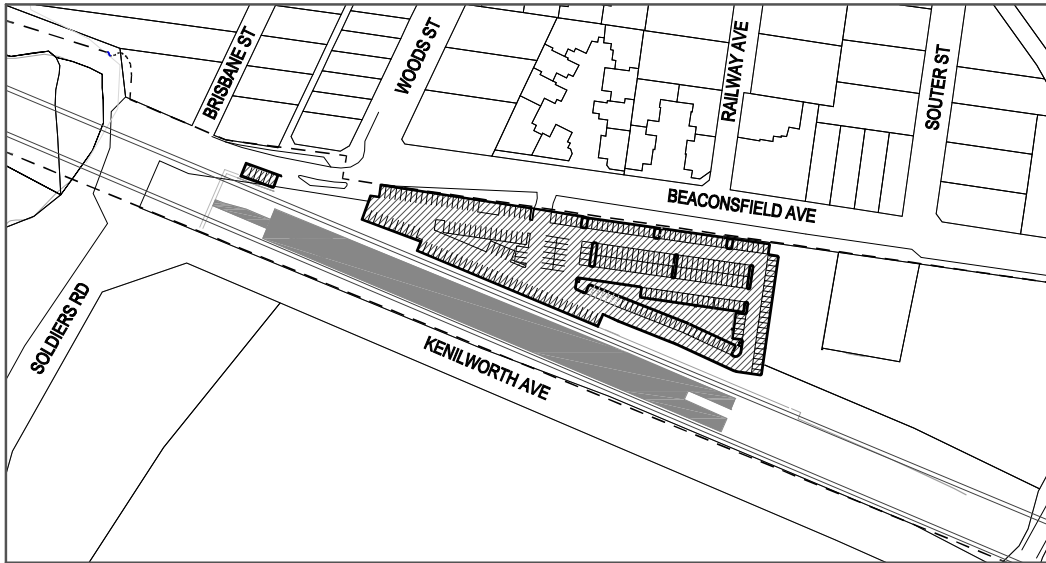 BRISBANE ST
WOODS ST
RAILWAY AVE
SOUTER ST
BEACONSFIELD AVE
SOLDIERS RD
KENILWORTH AVE